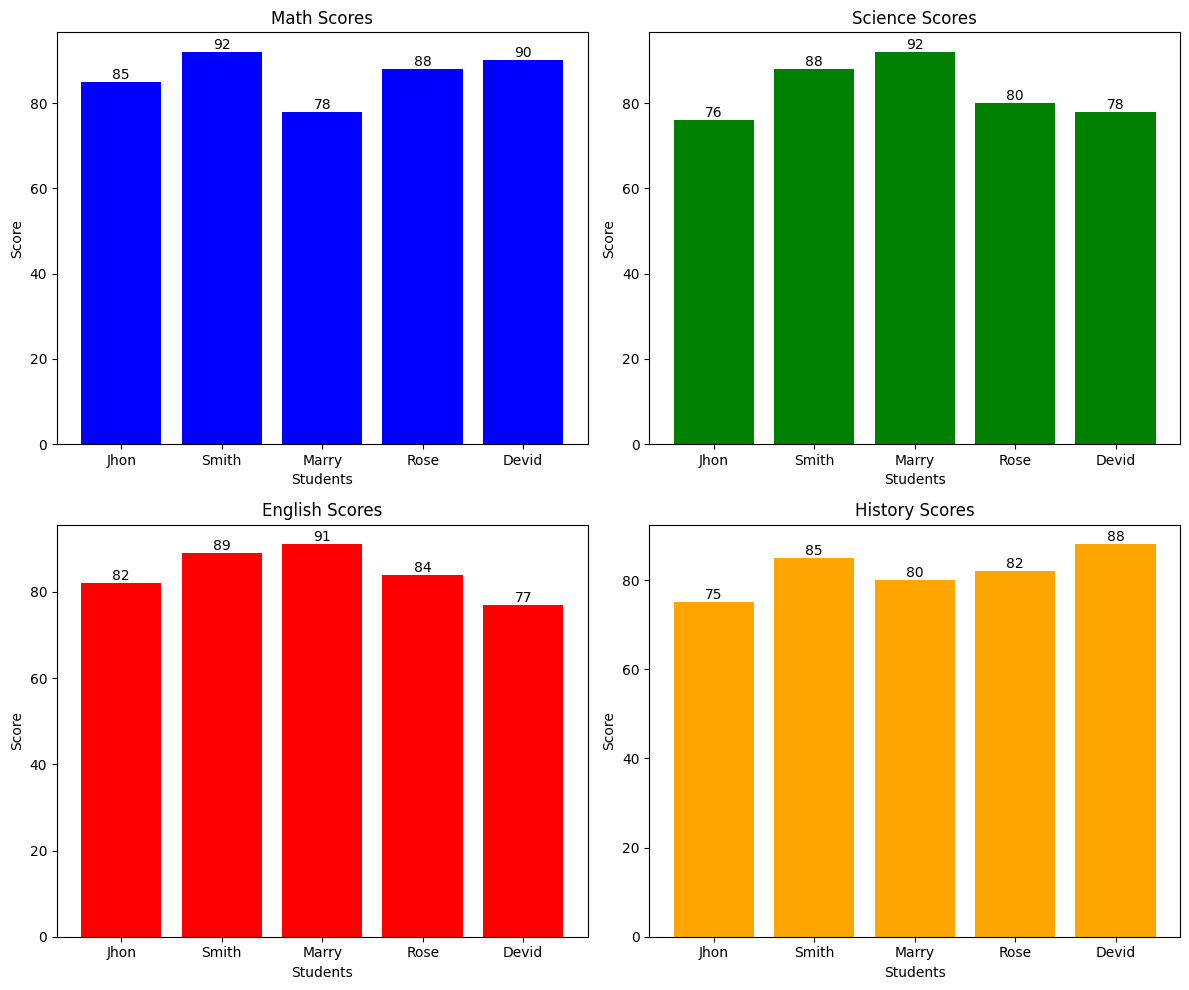 Math Scores
92
90
88
85
78
80
60
40
20
0
Score
Jhon Smith Marry Rose Devid
Students
Science Scores
92
88
80
78
76
80
60
40
20
0
Score
Jhon Smith Marry Rose Devid
Students
English Scores
91
89
84
82
77
80
60
40
20
0
Score
Jhon Smith Marry Rose Devid
Students
History Scores
88
85
82
80
75
80
60
40
20
0
Score
Jhon Smith Marry Rose Devid
Students